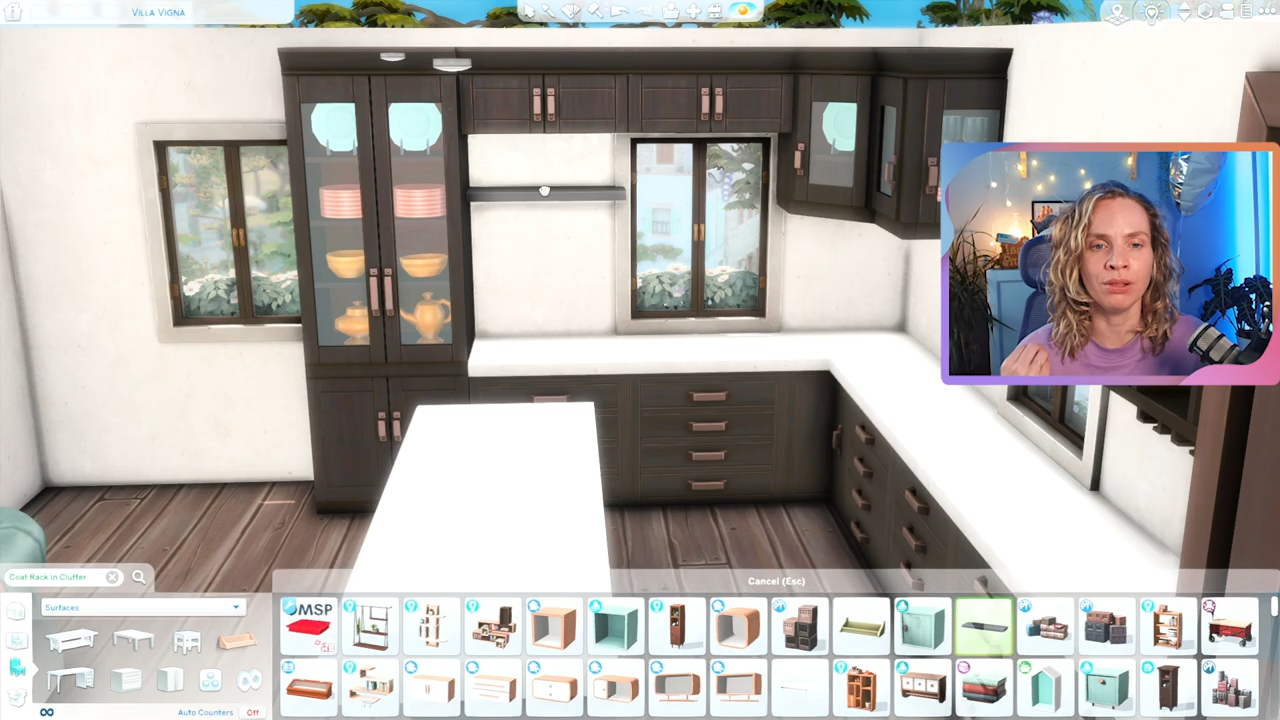 VILLA VIGNA
Cancel (Esc)
Coat Rack in Clutter
MSP
Surfaces
Auto Counters
Off